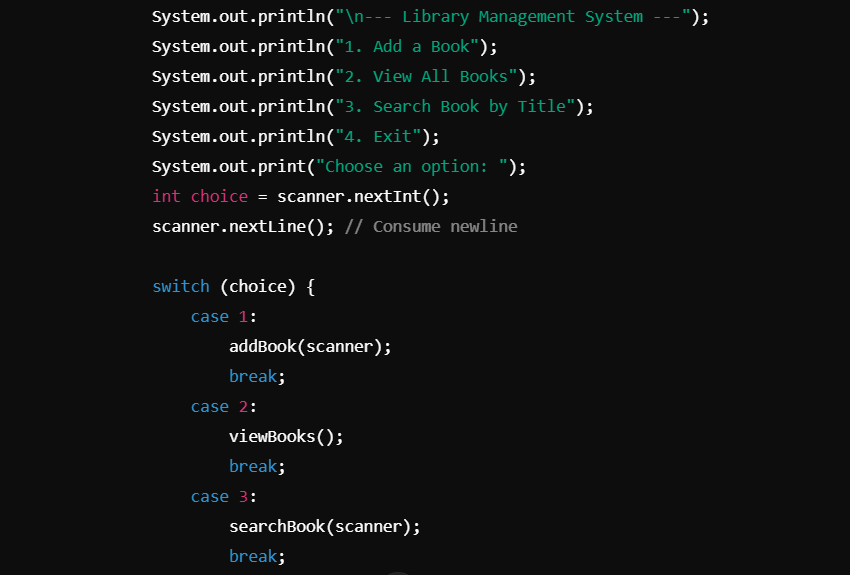 System.out.println("\n--- Library Management System ---");
System.out.println("1. Add a Book");
System.out.println("2. View All Books");
System.out.println("3. Search Book by Title");
System.out.println("4. Exit");
System.out.print("Choose an option: ");
int choice = scanner.nextInt();
scanner.nextLine(); // Consume newline

switch (choice) {
    case 1:
        addBook(scanner);
        break;
    case 2:
        viewBooks();
        break;
    case 3:
        searchBook(scanner);
        break;